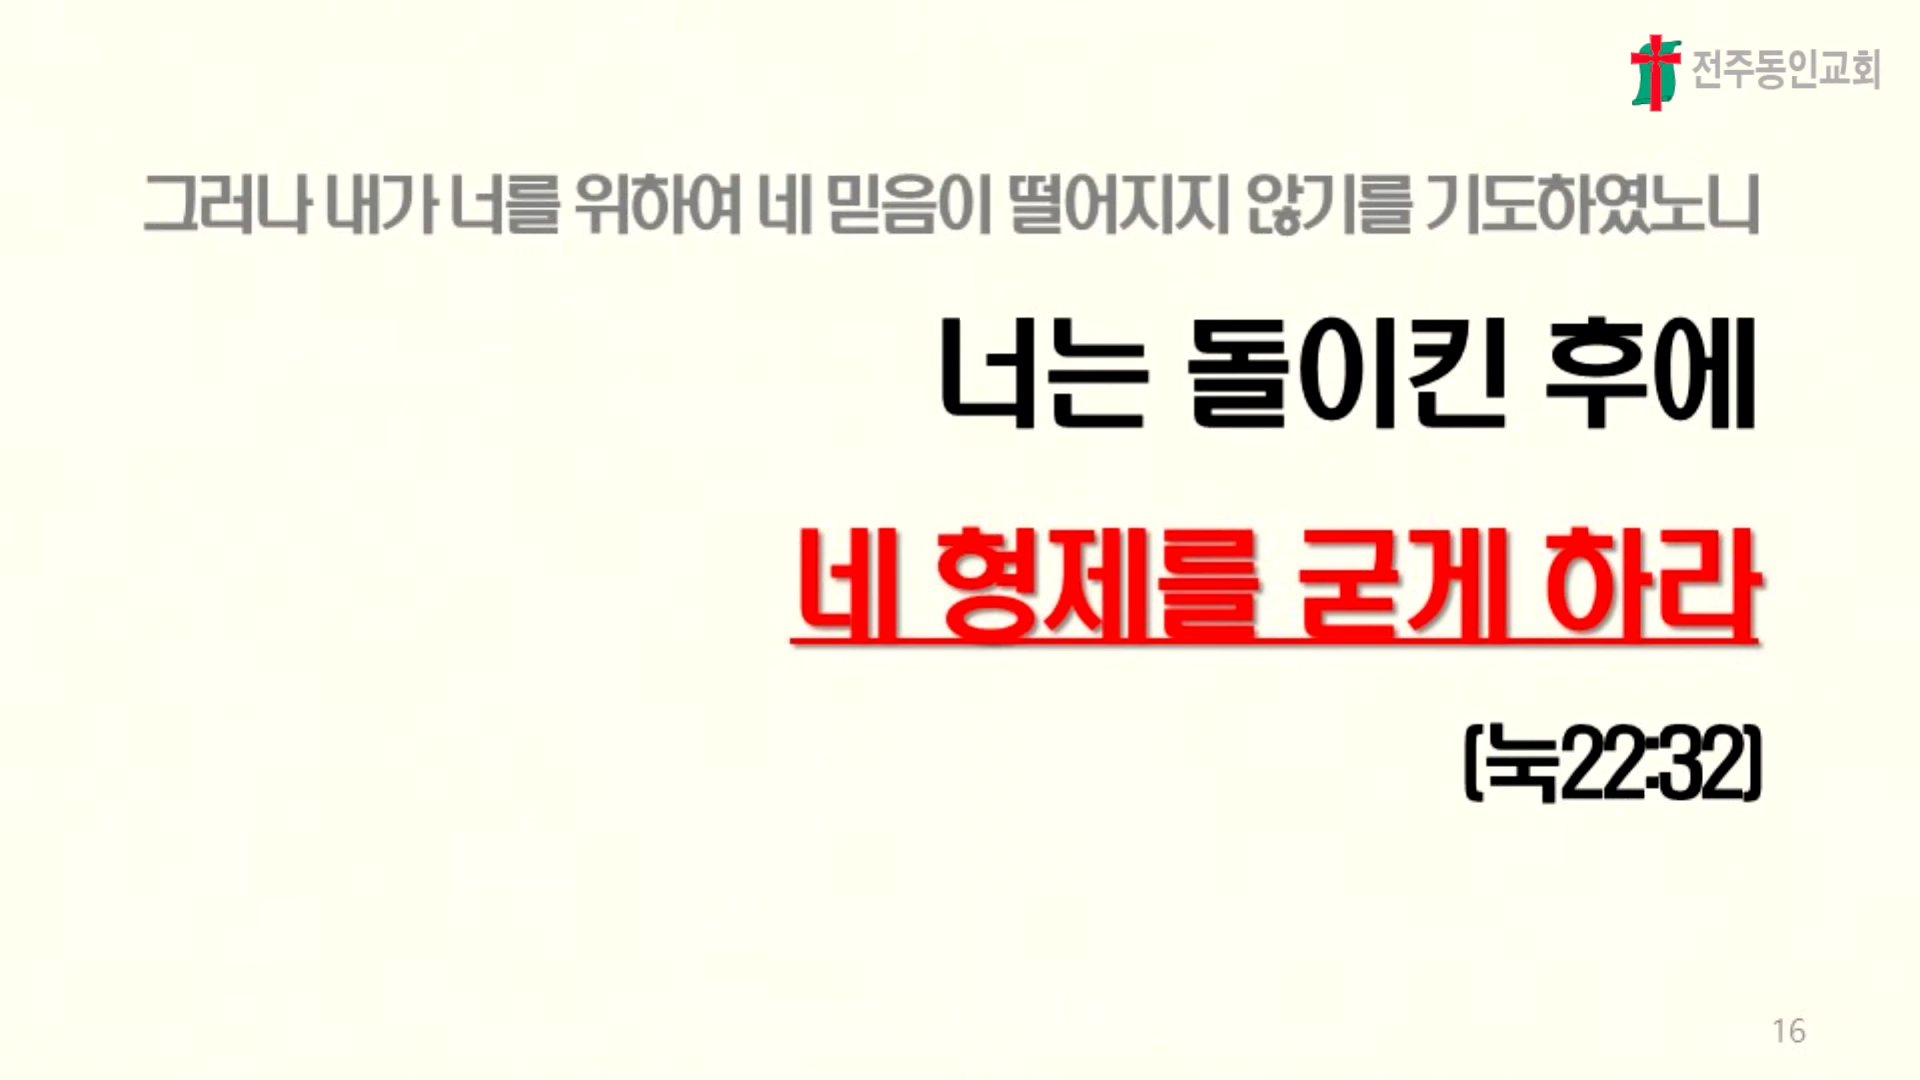 전주동인교회
그러나 내가 너를 위하여 네 믿음이 떨어지지 않기를 기도하였노니
너는 돌이킨 후에
네 형제를 굳게 하라
(눅22:32)
16